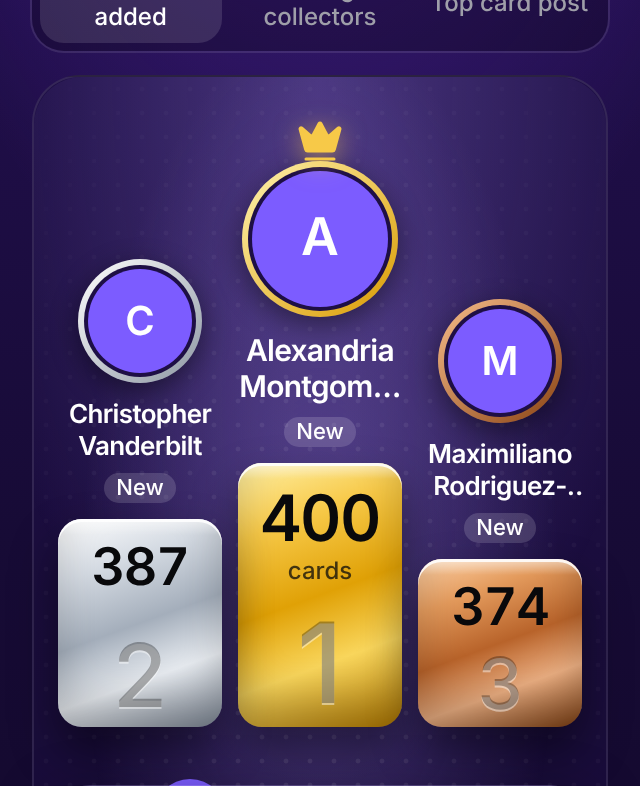 added
collectors
Top card post
A
C
M
Alexandria
Montgom...
Christopher
Vanderbilt
Maximiliano
Rodriguez-..
New
New
New
400
cards
387
374
1
2
3